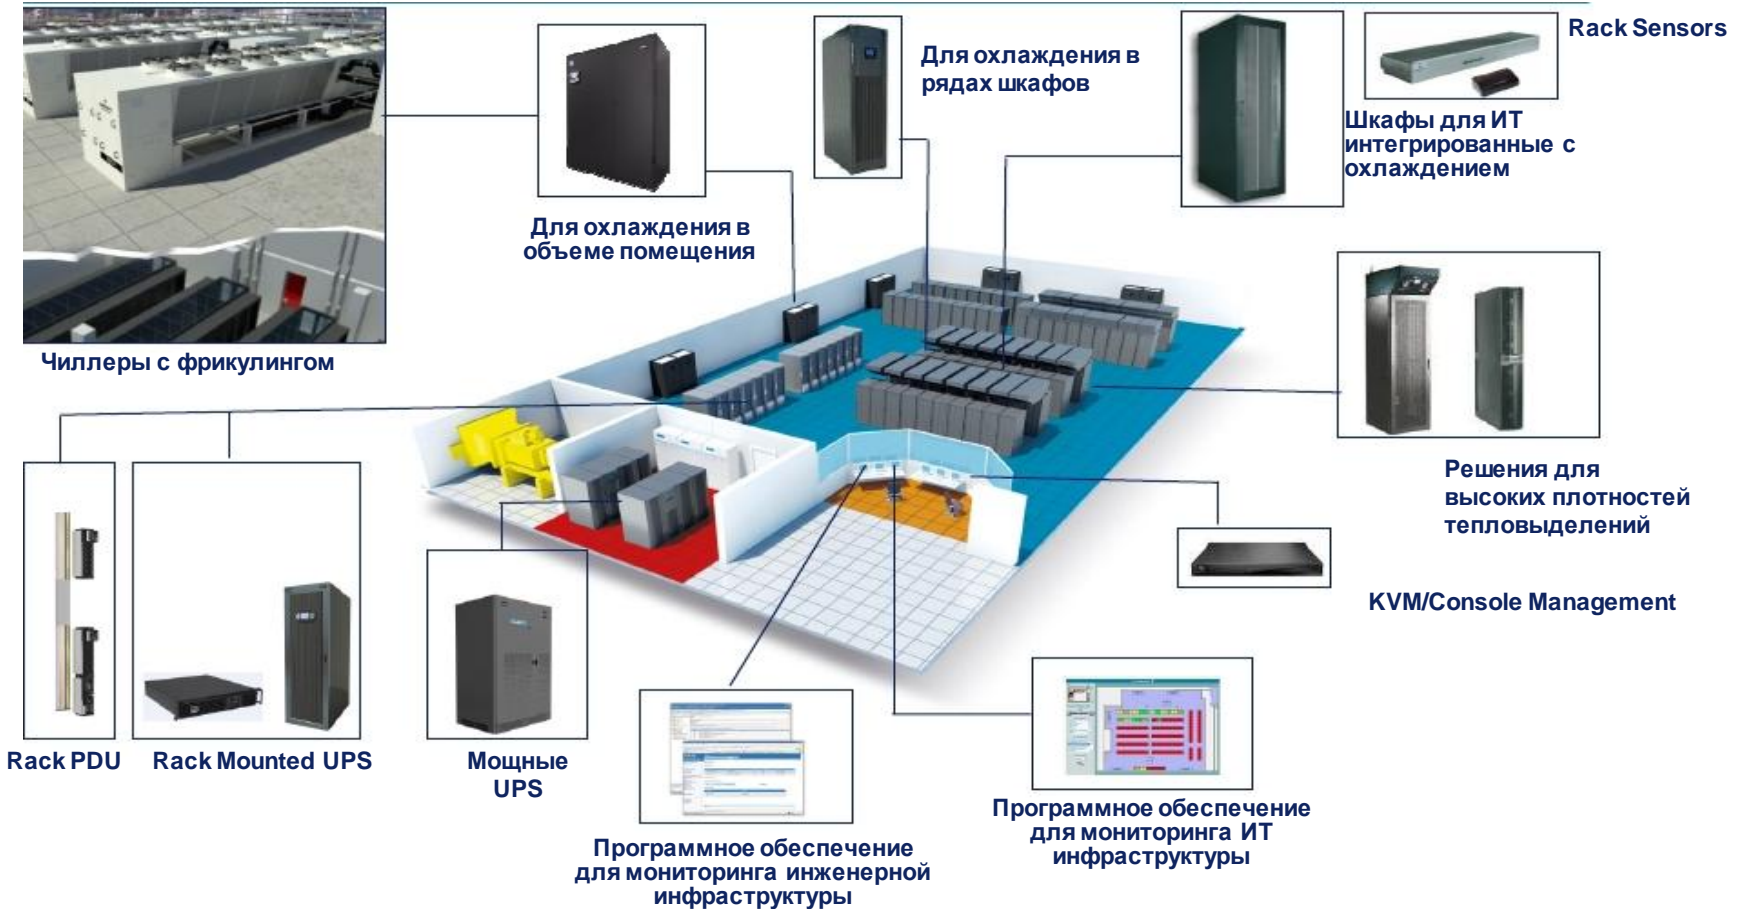 Rack Sensors
Для охлаждения в
рядах шкафов
Шкафы для ИТ
интегрированные с
охлаждением
Для охлаждения в
объеме помещения
Чиллеры с фрикулингом
Решения для
высоких плотностей
тепловыделений
KVM/Console Management
Rack PDU
Rack Mounted UPS
Мощные
UPS
Программное обеспечение
для мониторинга ИТ
инфраструктуры
Программное обеспечение
для мониторинга инженерной
инфраструктуры